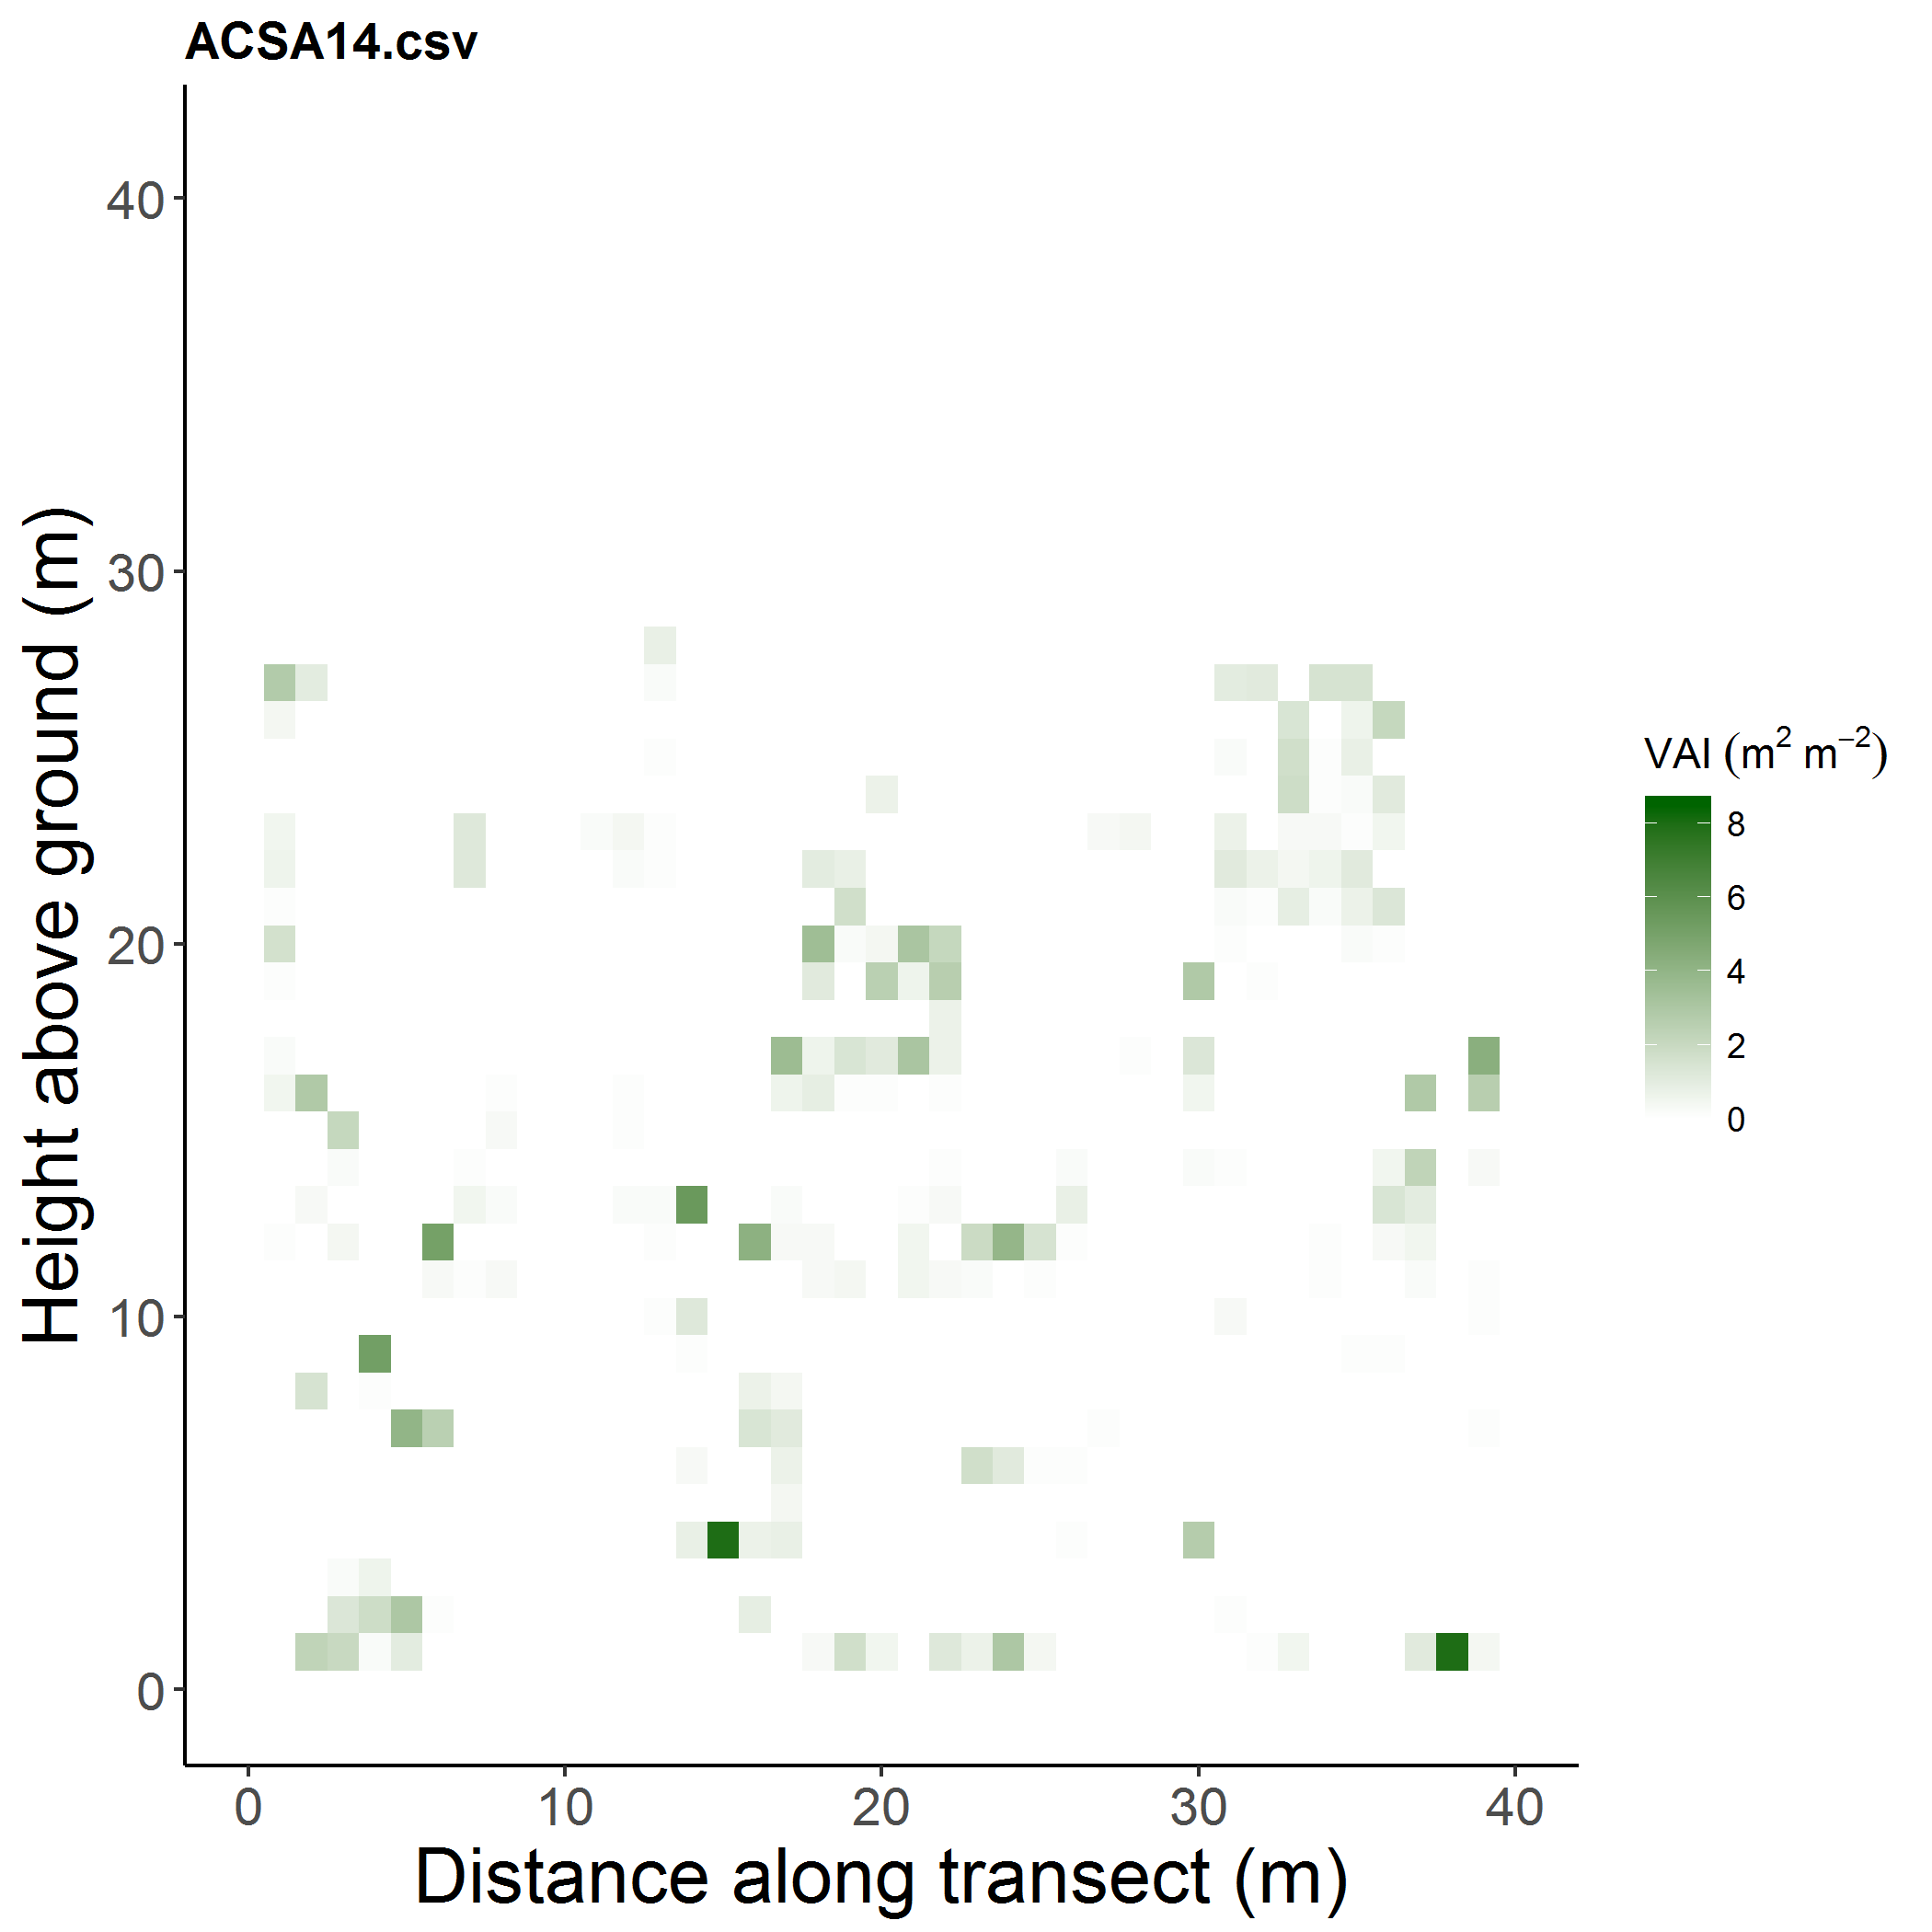 ACSA14.csv
Height above ground (m)
40
30
20
10
0
0 10 20 30 40
Distance along transect (m)
VAI (m² m⁻²)
8
6
4
2
0